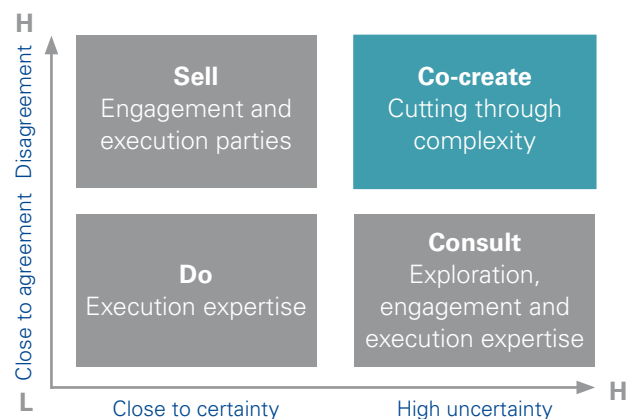 H
Disagreement
Sell
Engagement and
execution parties
Co-create
Cutting through
complexity
Close to agreement
Do
Execution expertise
Consult
Exploration,
engagement and
execution expertise
L
H
Close to certainty
High uncertainty